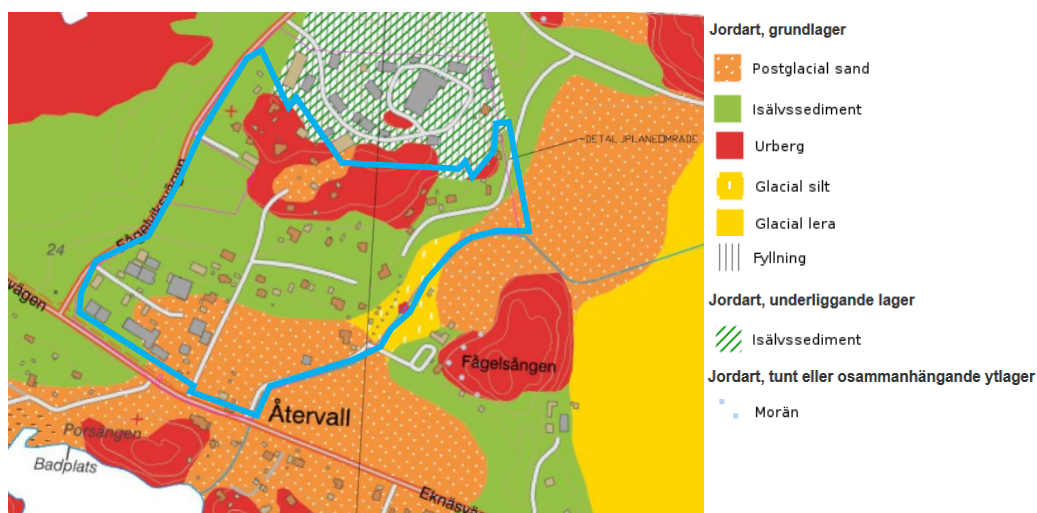 DETALJPLANEOMRÅDE
Fågelviksvägen
24
vägen
Fågelsången
Återvall
Porsängen
Badplats
Eknäsvä
Jordart, grundlager
Postglacial sand
Isälvssediment
Urberg
Glacial silt
Glacial lera
Fyllning
Jordart, underliggande lager
Isälvssediment
Jordart, tunt eller osammanhängande ytlager
Morän